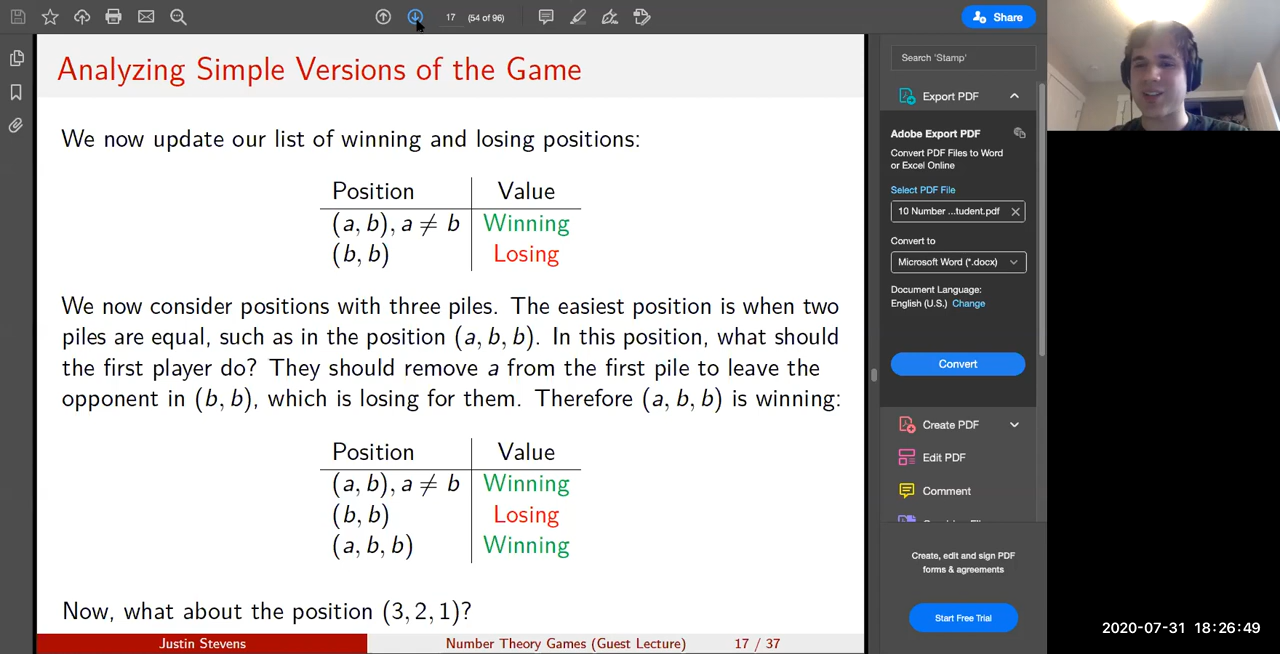 17 (54 of 96)
Share
Analyzing Simple Versions of the Game
We now update our list of winning and losing positions:
Position Value
(a, b), a ≠ b Winning
(b, b) Losing
We now consider positions with three piles. The easiest position is when two
piles are equal, such as in the position (a, b, b). In this position, what should
the first player do? They should remove a from the first pile to leave the
opponent in (b, b), which is losing for them. Therefore (a, b, b) is winning:
Position Value
(a, b), a ≠ b Winning
(b, b) Losing
(a, b, b) Winning
Now, what about the position (3, 2, 1)?
Justin Stevens Number Theory Games (Guest Lecture) 17 / 37
Search 'Stamp'
Export PDF
Adobe Export PDF
Convert PDF Files to Word
or Excel Online
Select PDF File
10 Number ...tudent.pdf
Convert to
Microsoft Word (*.docx)
Document Language:
English (U.S.) Change
Convert
Create PDF
Edit PDF
Comment
Create, edit and sign PDF
forms & agreements
Start Free Trial
2020-07-31 18:26:49